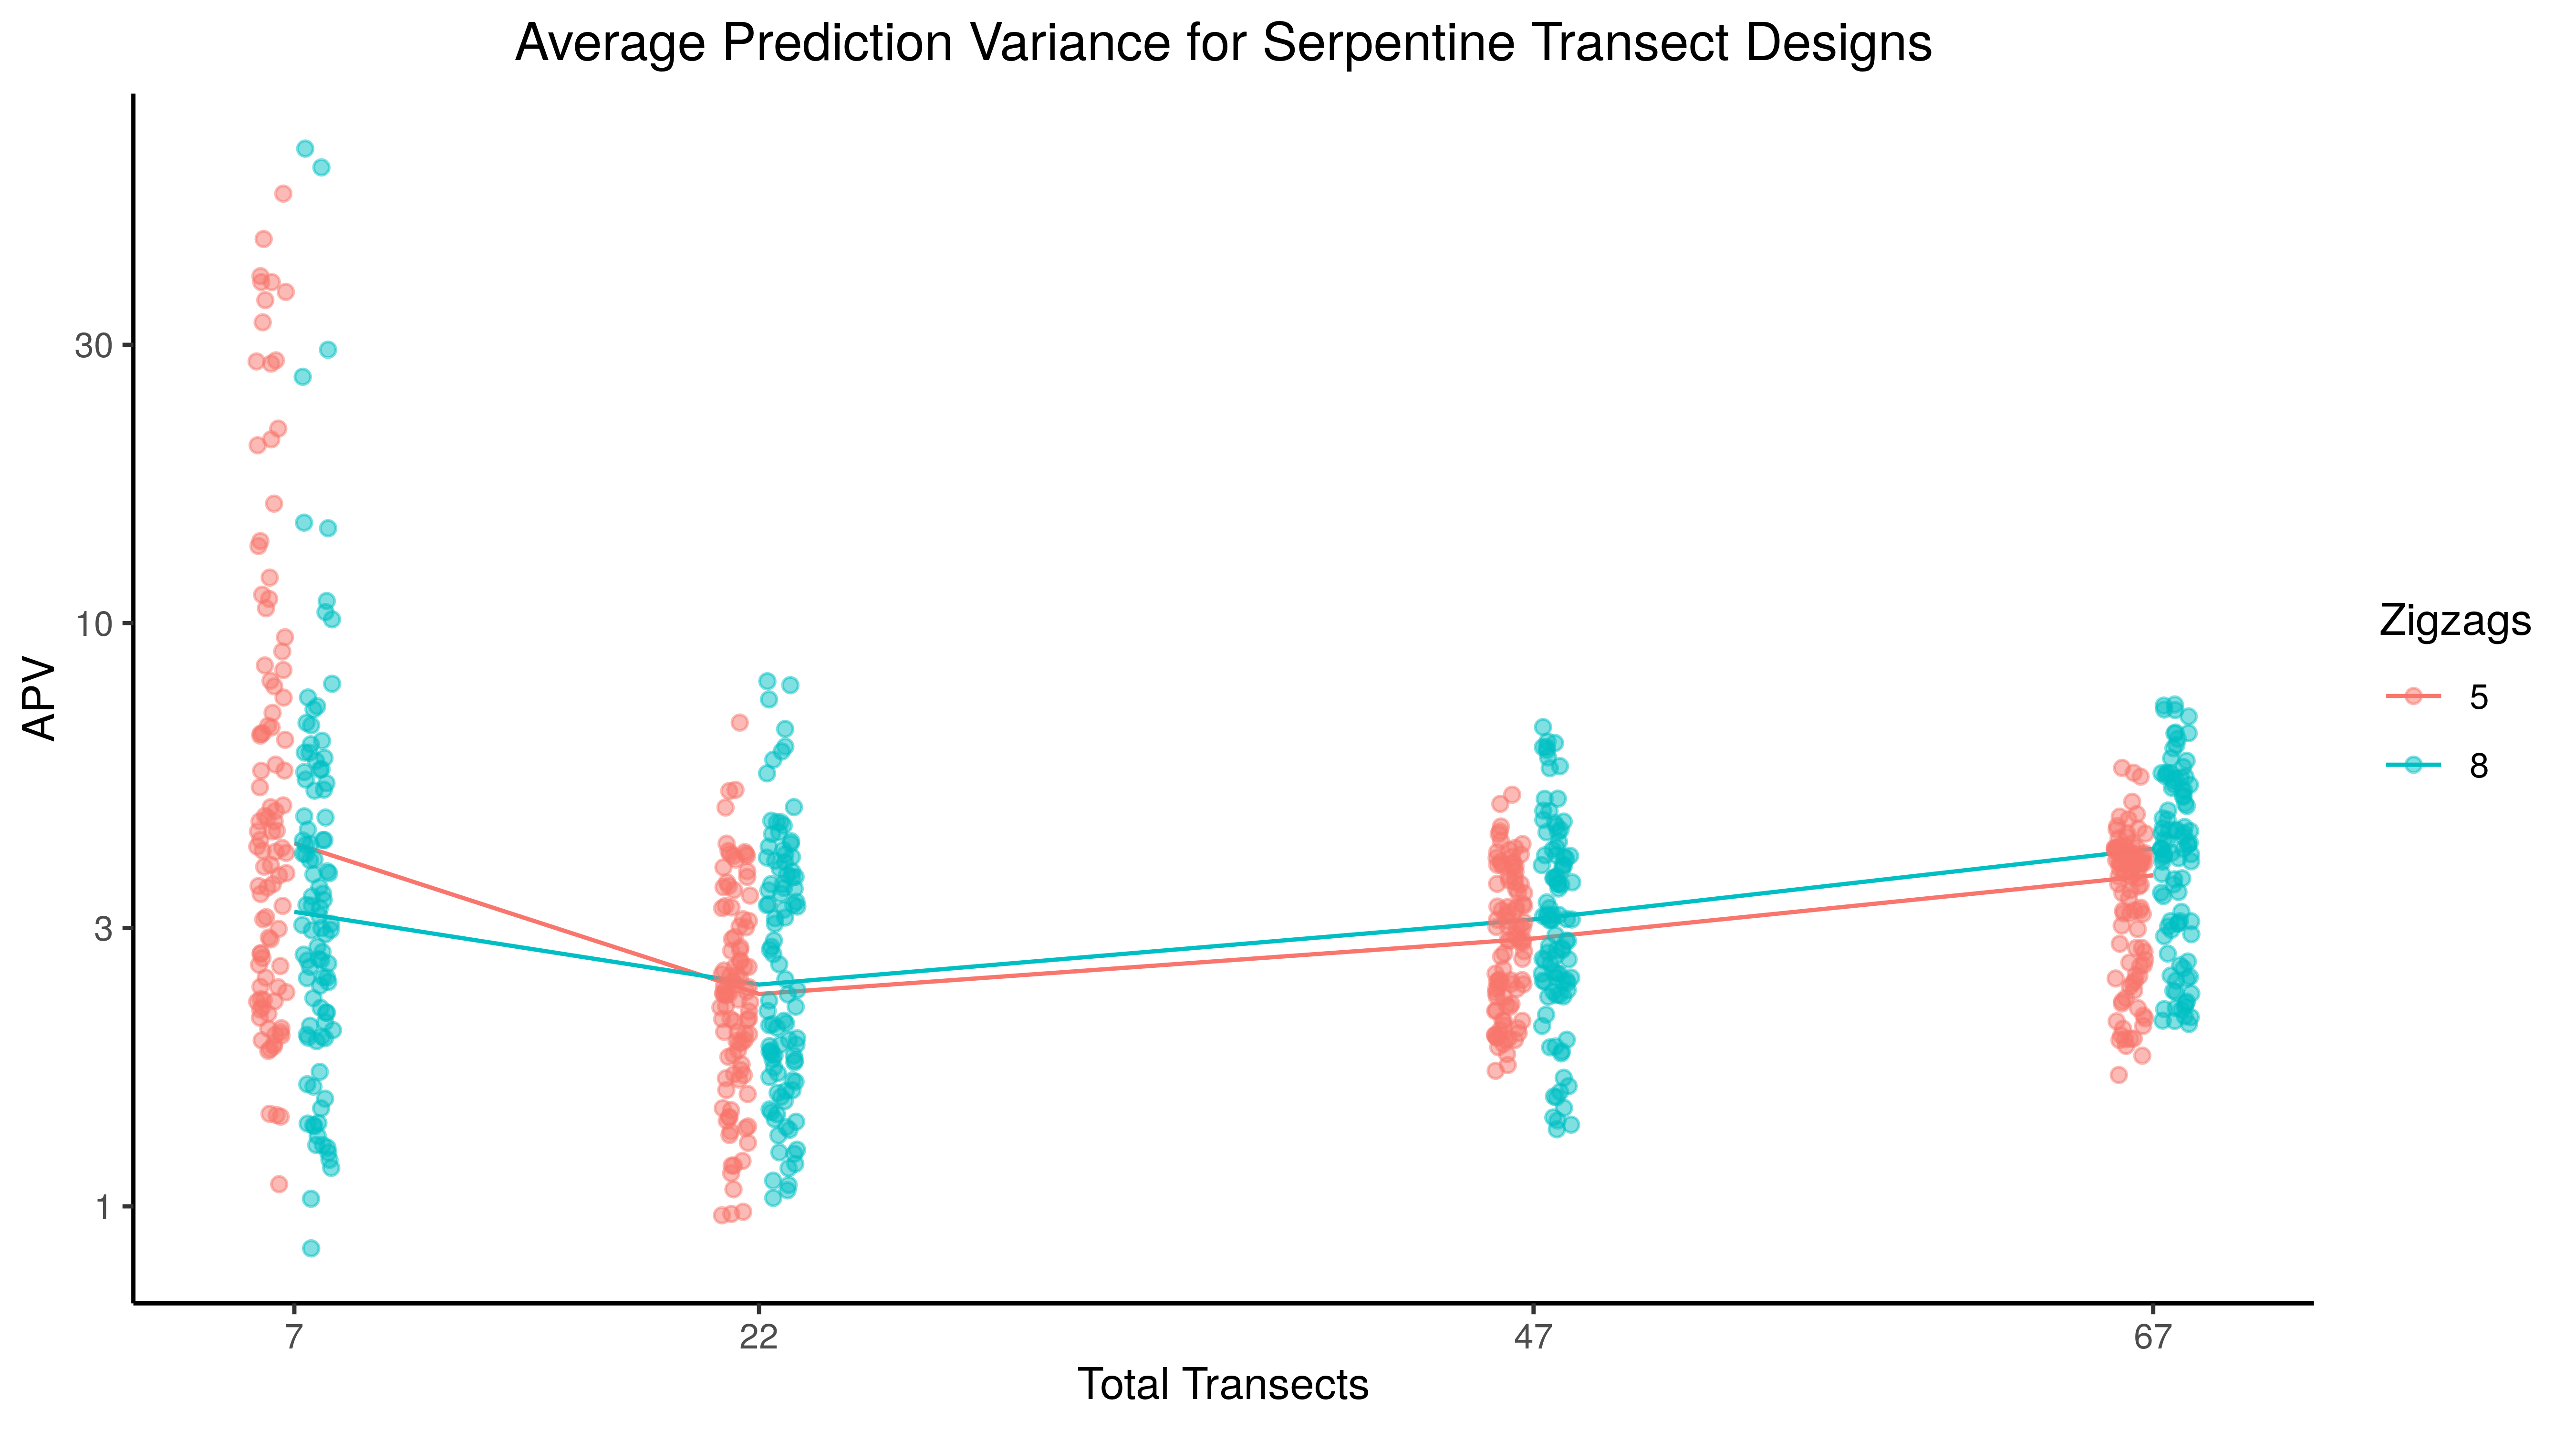 Average Prediction Variance for Serpentine Transect Designs
30
10
3
1
APV
7
22
47
67
Total Transects
Zigzags
5
8